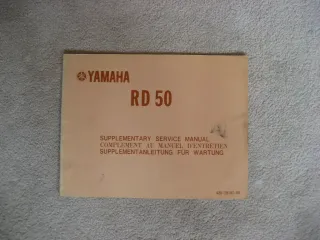 YAMAHA
RD 50
SUPPLEMENTARY SERVICE MANUAL
COMPLEMENT AU MANUEL D'ENTRETIEN
SUPPLEMENTANLEITUNG FÜR WARTUNG